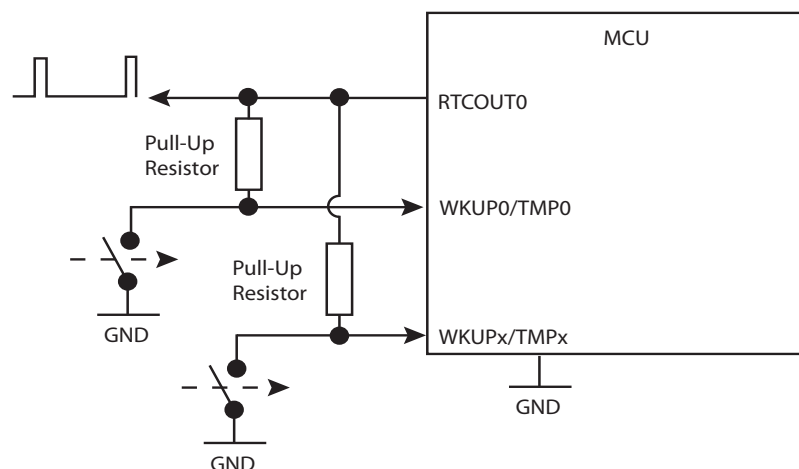 MCU
RTCOUT0
Pull-Up
Resistor
WKUP0/TMP0
Pull-Up
Resistor
GND
WKUPx/TMPx
GND
GND